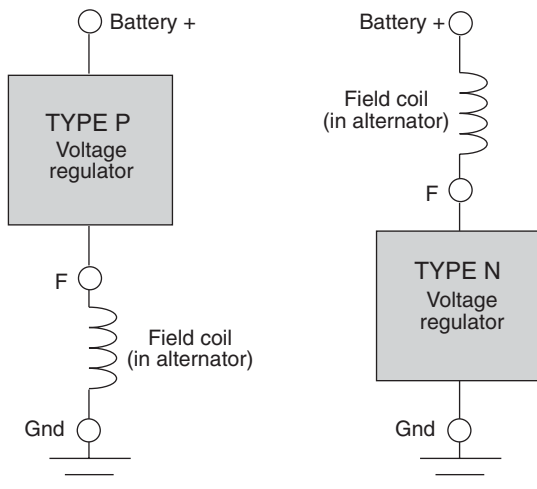 Battery +
TYPE P
Voltage
regulator
F
Field coil
(in alternator)
Gnd
Battery +
Field coil
(in alternator)
F
TYPE N
Voltage
regulator
Gnd